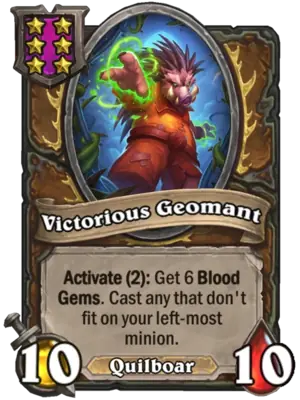 Victorious Geomant
Activate (2): Get 6 Blood
Gems. Cast any that don't
fit on your left-most
minion.
10
Quilboar
10